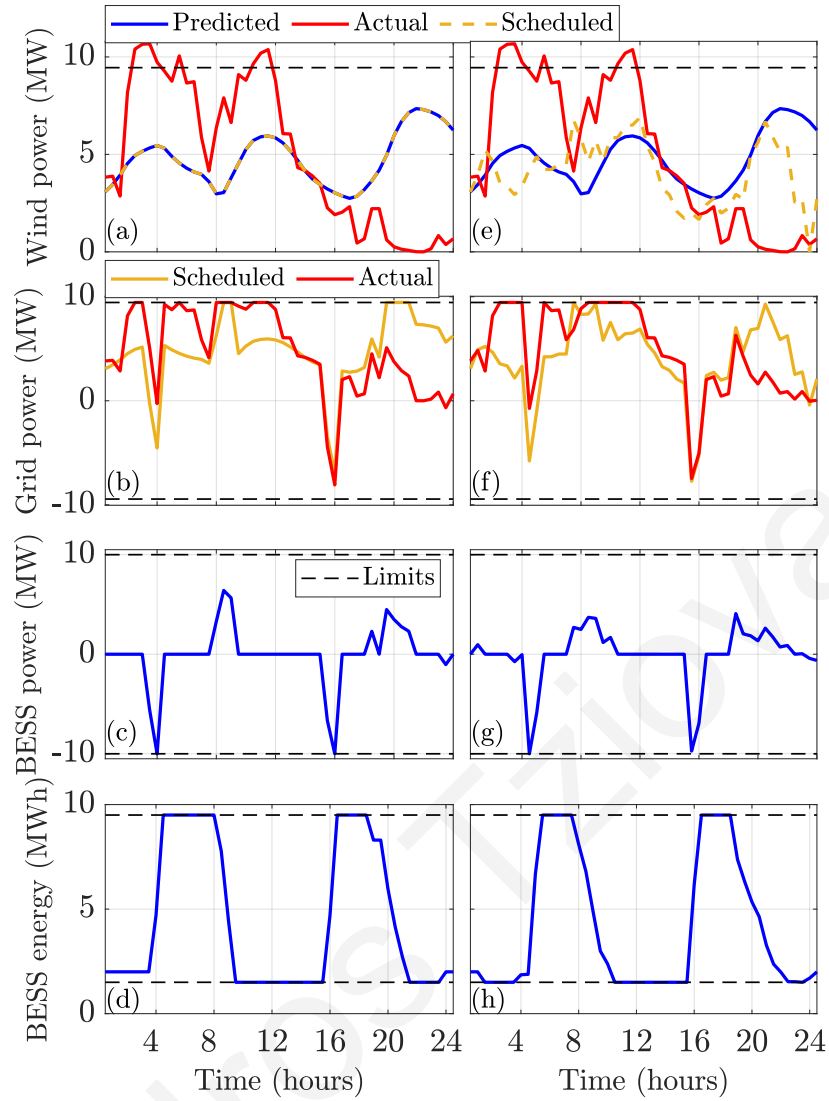 Predicted Actual Scheduled
10
5
0
Wind power (MW)
(a)
(e)
Scheduled Actual
10
0
-10
Grid power (MW)
(b)
(f)
10
0
-10
BESS power (MW)
Limits
(c)
(g)
10
5
0
BESS energy (MWh)
(d)
(h)
4 8 12 16 20 24
4 8 12 16 20 24
Time (hours)
Time (hours)